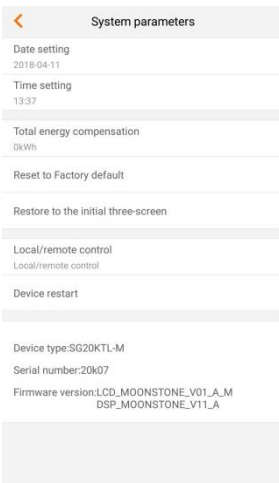 System parameters
Date setting
2018-04-11
Time setting
13:37
Total energy compensation
0kWh
Reset to Factory default
Restore to the initial three-screen
Local/remote control
Local/remote control
Device restart
Device type:SG20KTL-M
Serial number:20k07
Firmware version:LCD_MOONSTONE_V01_A_M
DSP_MOONSTONE_V11_A